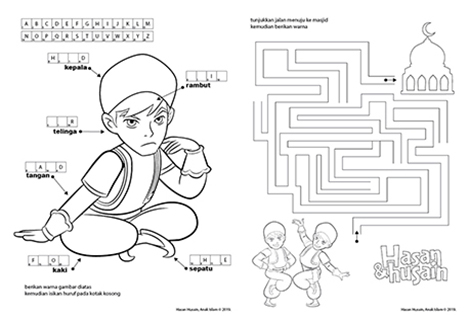 A B C D E F G H I J K L M
N O P Q R S T U V W X Y Z
H D
kepala
I
rambut
R
telinga
A D
tangan
F O
kaki
H E
sepatu
berikan warna gambar diatas
kemudian isikan huruf pada kotak kosong
Hasan Husain, Anak Islam © 2016
tunjukkan jalan menuju ke masjid
kemudian berikan warna
Hasan
& husain
Hasan Husain, Anak Islam © 2016